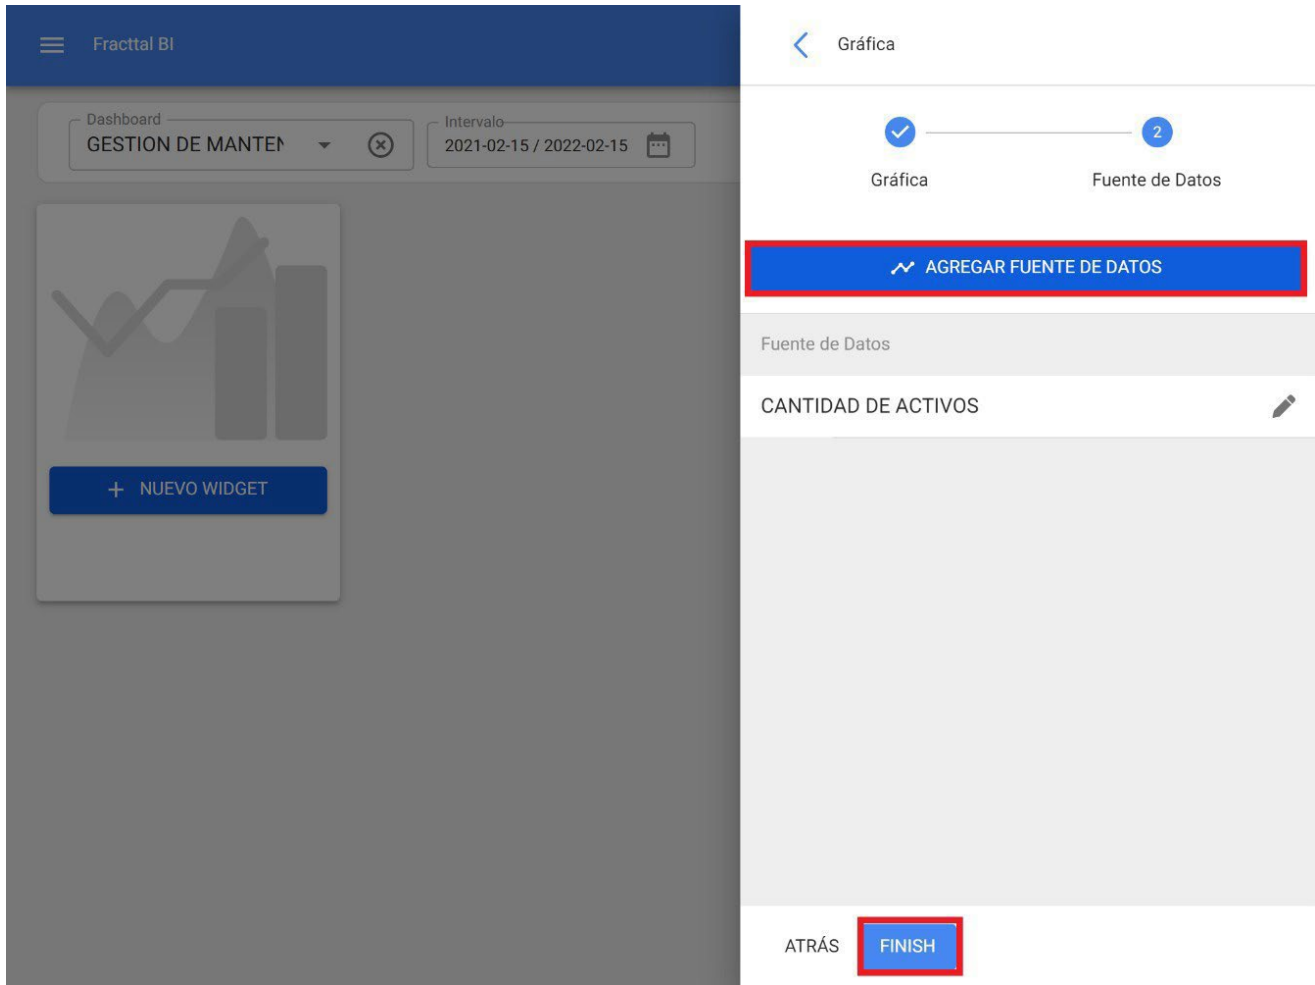 Fracttal BI
Dashboard
GESTION DE MANTEN
Intervalo
2021-02-15 / 2022-02-15
+ NUEVO WIDGET
Gráfica
2
Gráfica
Fuente de Datos
AGREGAR FUENTE DE DATOS
Fuente de Datos
CANTIDAD DE ACTIVOS
ATRÁS
FINISH